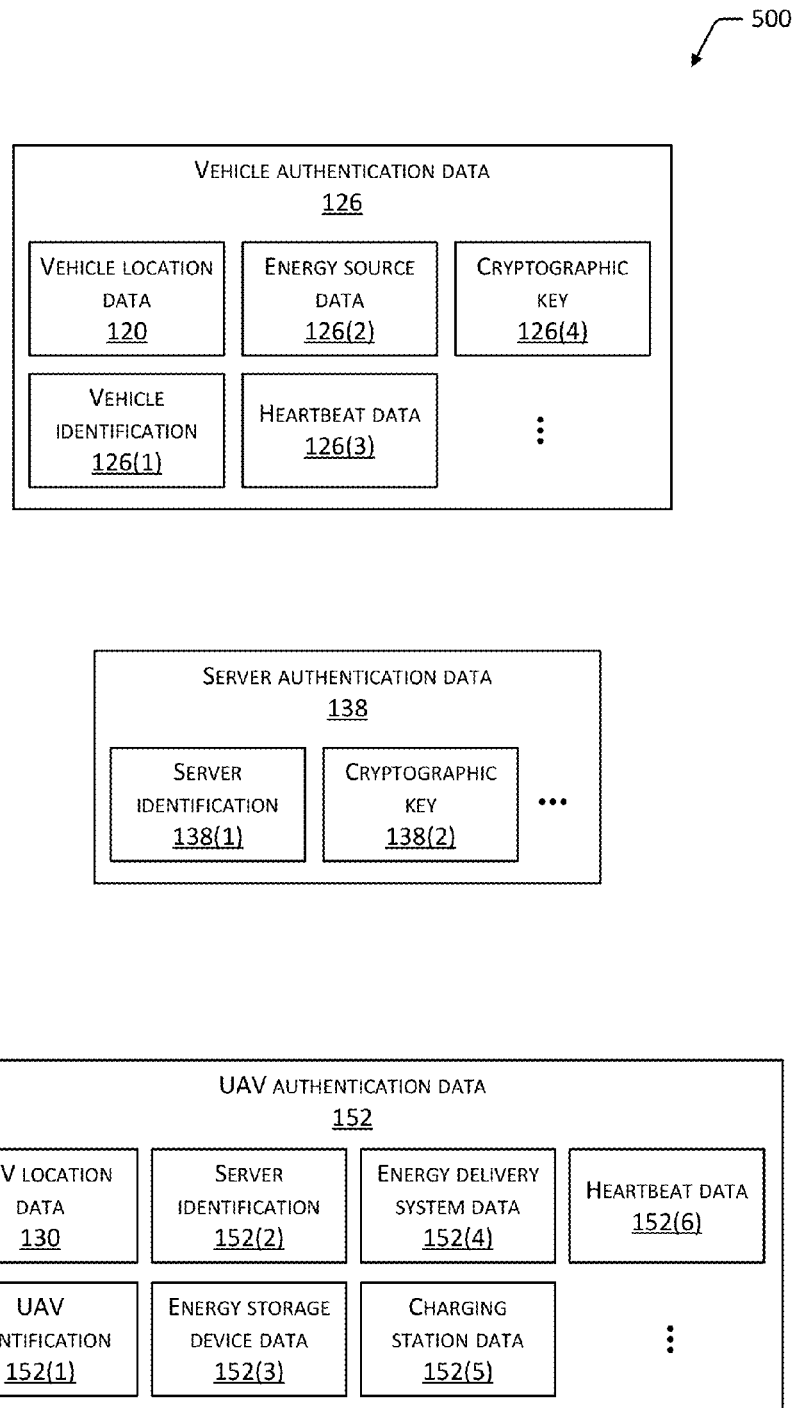 500
VEHICLE AUTHENTICATION DATA
126
VEHICLE LOCATION
DATA
120
ENERGY SOURCE
DATA
126(2)
CRYPTOGRAPHIC
KEY
126(4)
VEHICLE
IDENTIFICATION
126(1)
HEARTBEAT DATA
126(3)
SERVER AUTHENTICATION DATA
138
SERVER
IDENTIFICATION
138(1)
CRYPTOGRAPHIC
KEY
138(2)
UAV AUTHENTICATION DATA
152
V LOCATION
DATA
130
SERVER
IDENTIFICATION
152(2)
ENERGY DELIVERY
SYSTEM DATA
152(4)
HEARTBEAT DATA
152(6)
UAV
NTIFICATION
152(1)
ENERGY STORAGE
DEVICE DATA
152(3)
CHARGING
STATION DATA
152(5)